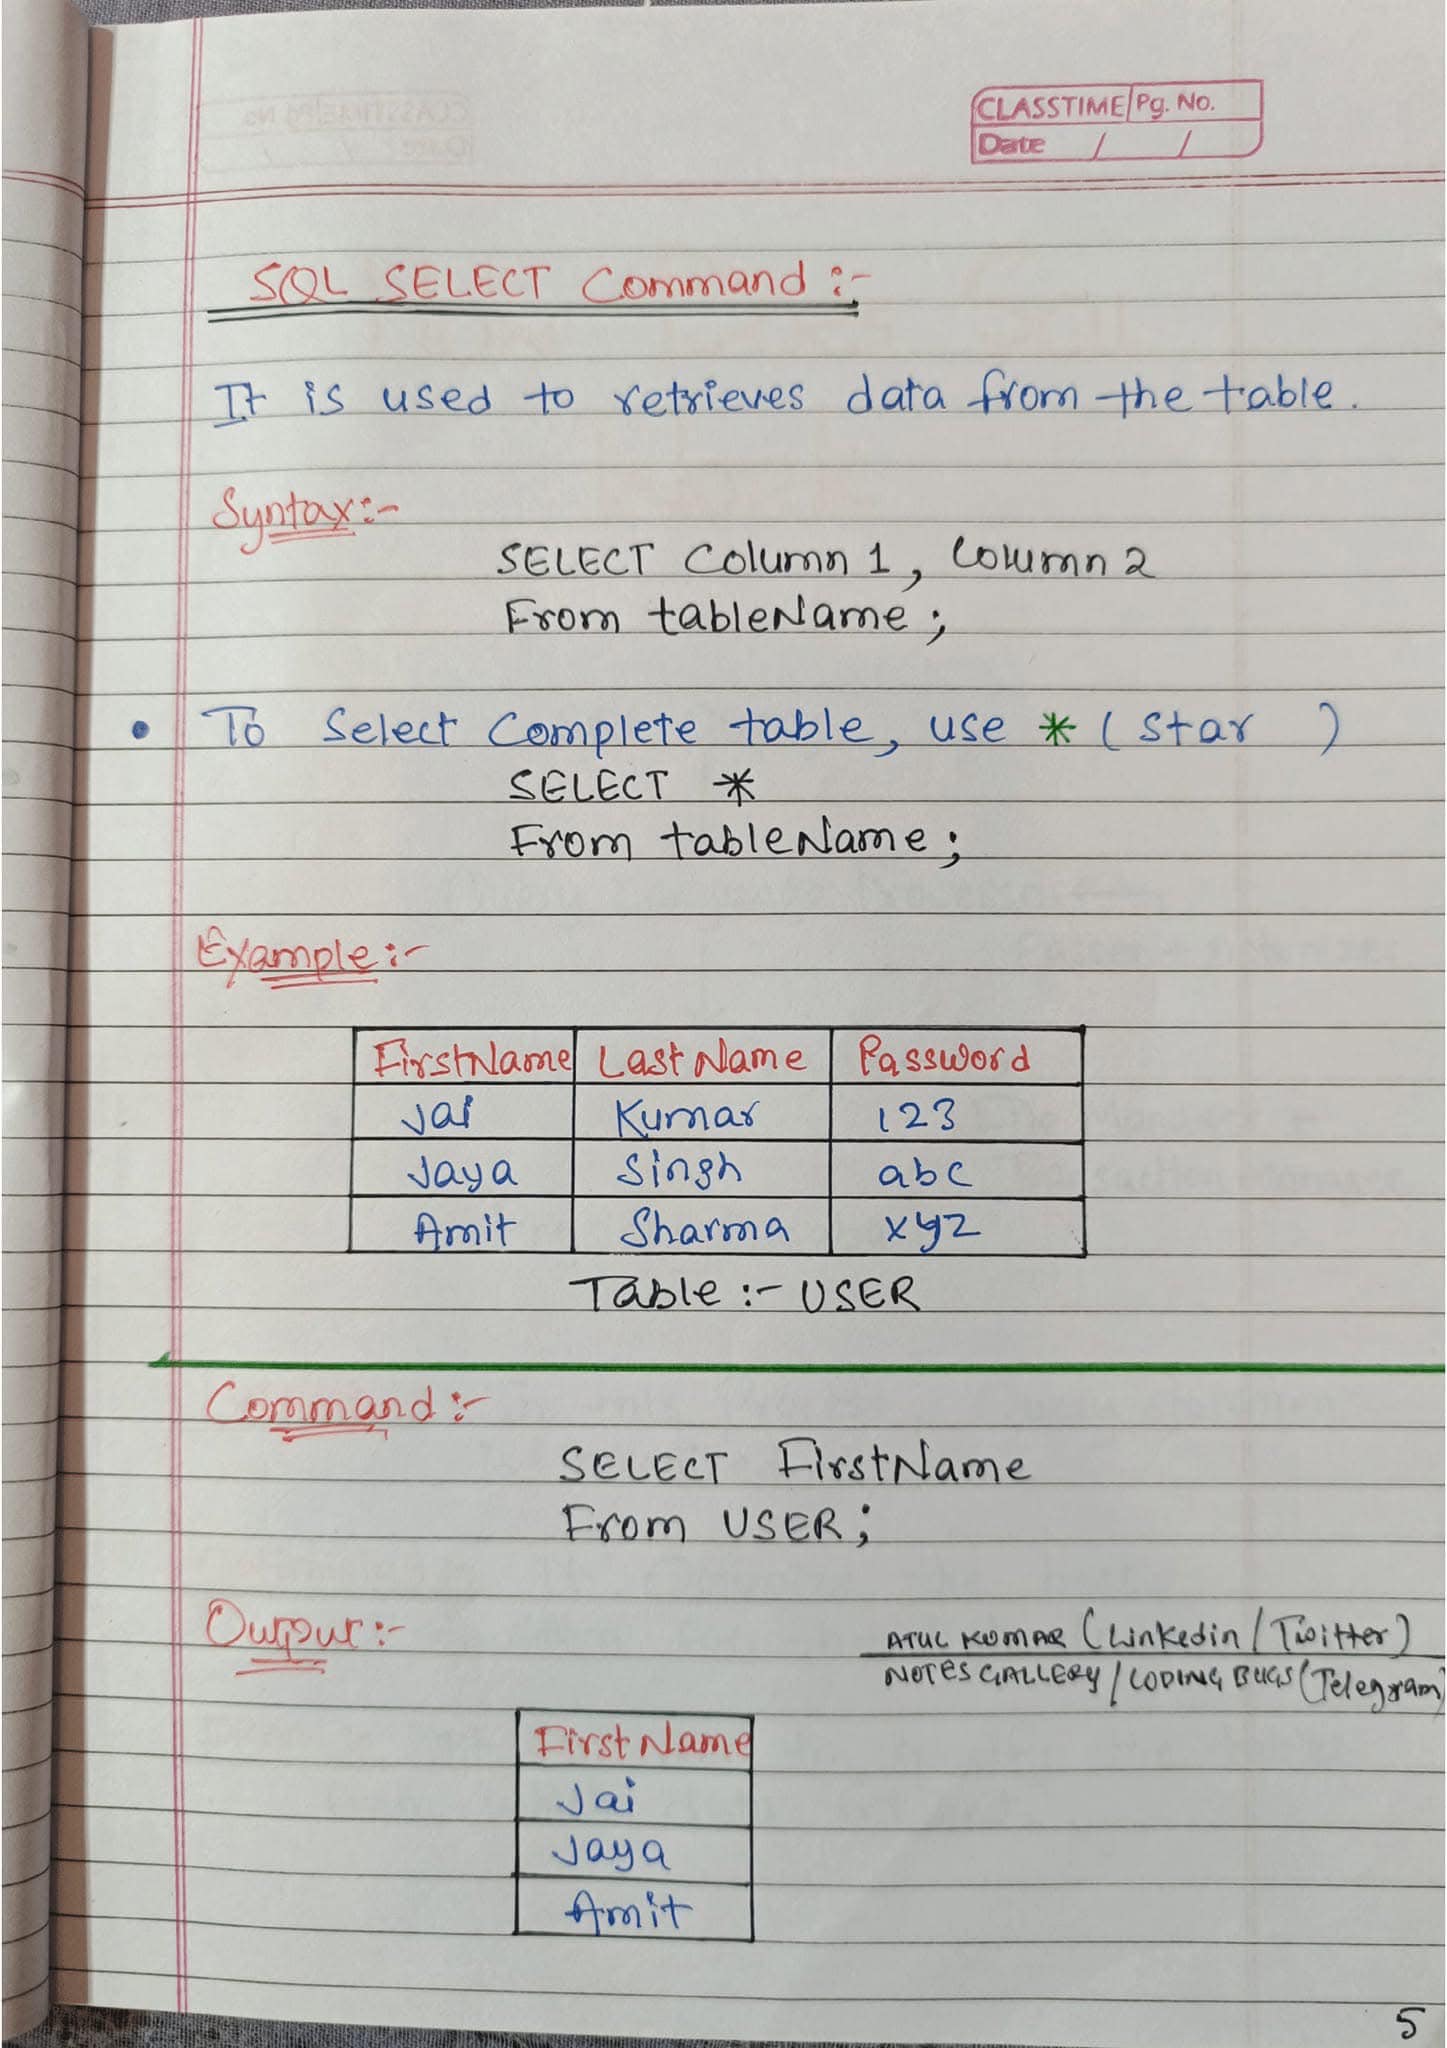 CLASSTIME Pg. No.
Date / /
SQL SELECT Command :-
It is used to retrieves data from the table.
Syntax:-
SELECT Column 1, Column 2
From tableName;
• To Select Complete table, use * (star )
SELECT *
From tableName;
Example:-
FirstName Last Name Password
Jai Kumar 123
Jaya Singh abc
Amit Sharma xyz
Table :- USER
Command :-
SELECT FirstName
From USER;
Output :-
ATUL KUMAR (Linkedin / Twitter)
NOTES GALLERY / CODING BUGS (Telegram)
First Name
Jai
Jaya
Amit
5